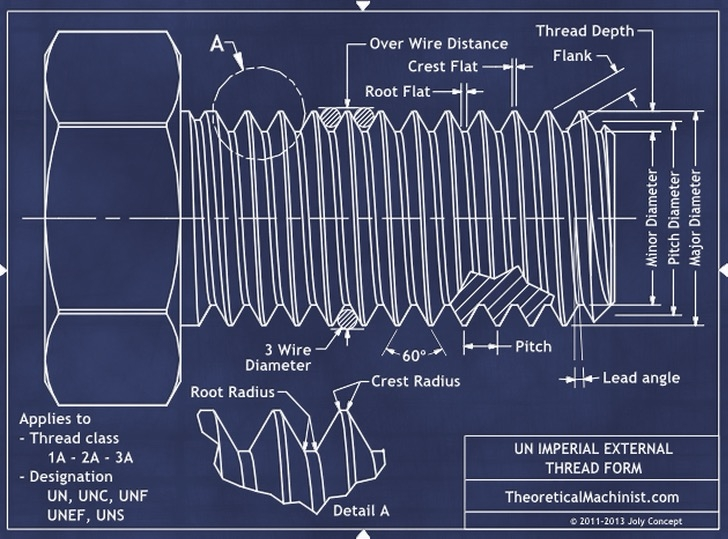 A
Over Wire Distance
Crest Flat
Root Flat
Thread Depth
Flank
Minor Diameter
Pitch Diameter
Major Diameter
3 Wire
Diameter
60°
Pitch
Lead angle
Root Radius
Crest Radius
Detail A
Applies to
- Thread class
1A - 2A - 3A
- Designation
UN, UNC, UNF
UNEF, UNS
UN IMPERIAL EXTERNAL
THREAD FORM
TheoreticalMachinist.com
© 2011-2013 Joly Concept